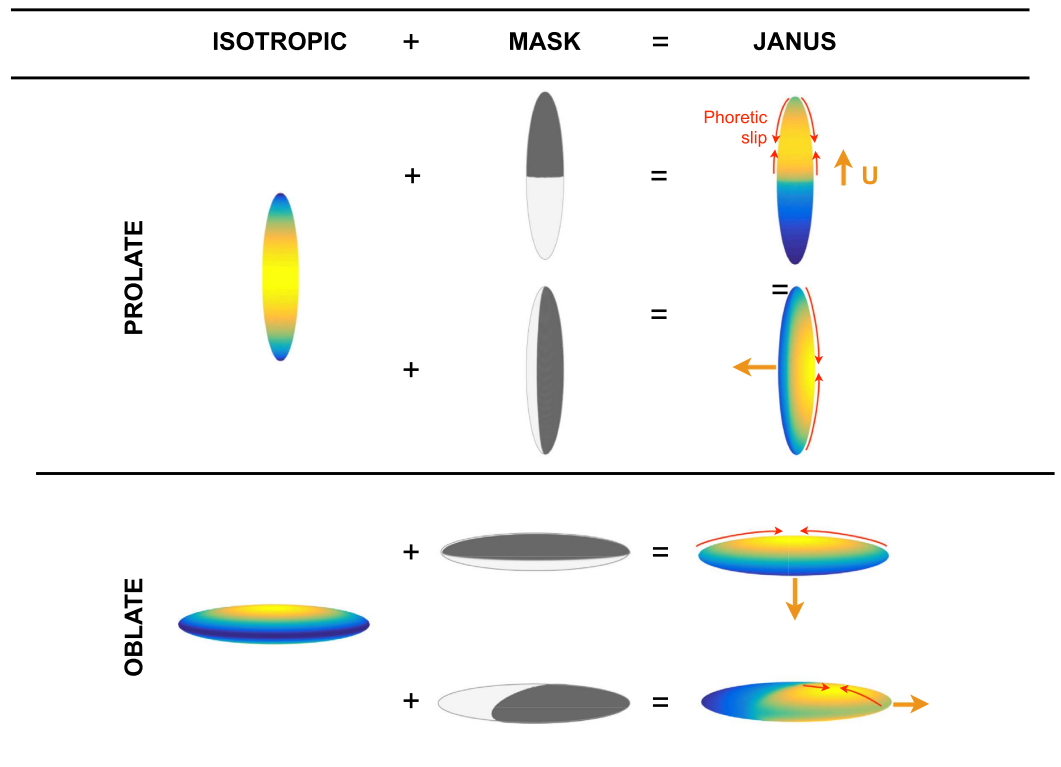 ISOTROPIC + MASK = JANUS
PROLATE
+ =
Phoretic
slip
U
+ = =
OBLATE
+ =
+ =